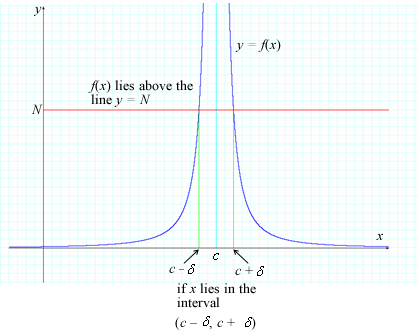 y
y = f(x)
f(x) lies above the
line y = N
N
x
c - δ
c
c + δ
if x lies in the
interval
(c - δ, c + δ)